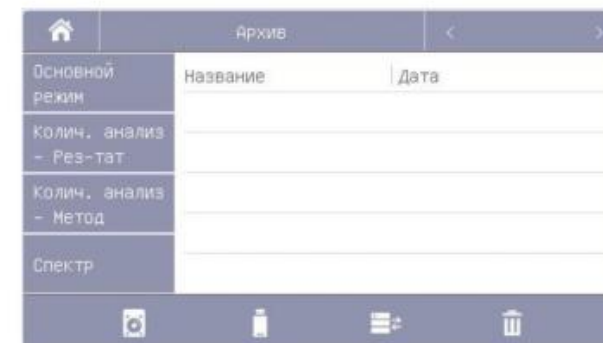 Архив < >
Основной
режим
Название Дата
Колич. анализ
- Рез-тат
Колич. анализ
- Метод
Спектр